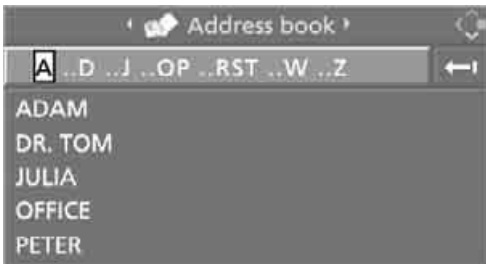 Address book
A ..D ..J ..OP ..RST ..W ..Z
ADAM
DR. TOM
JULIA
OFFICE
PETER